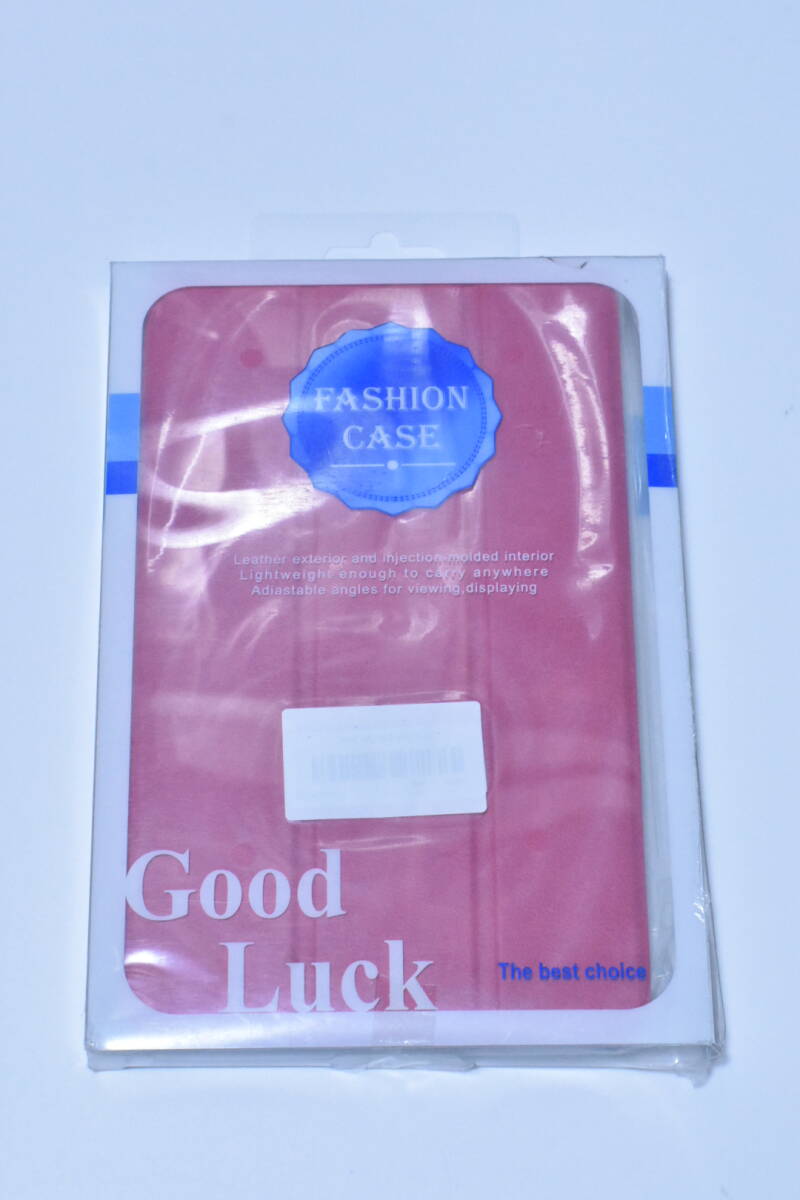 FASHION
CASE
Leather exterior and injection-molded interior
Lightweight enough to carry anywhere
Adiastable angles for viewing,displaying
Good
Luck
The best choice